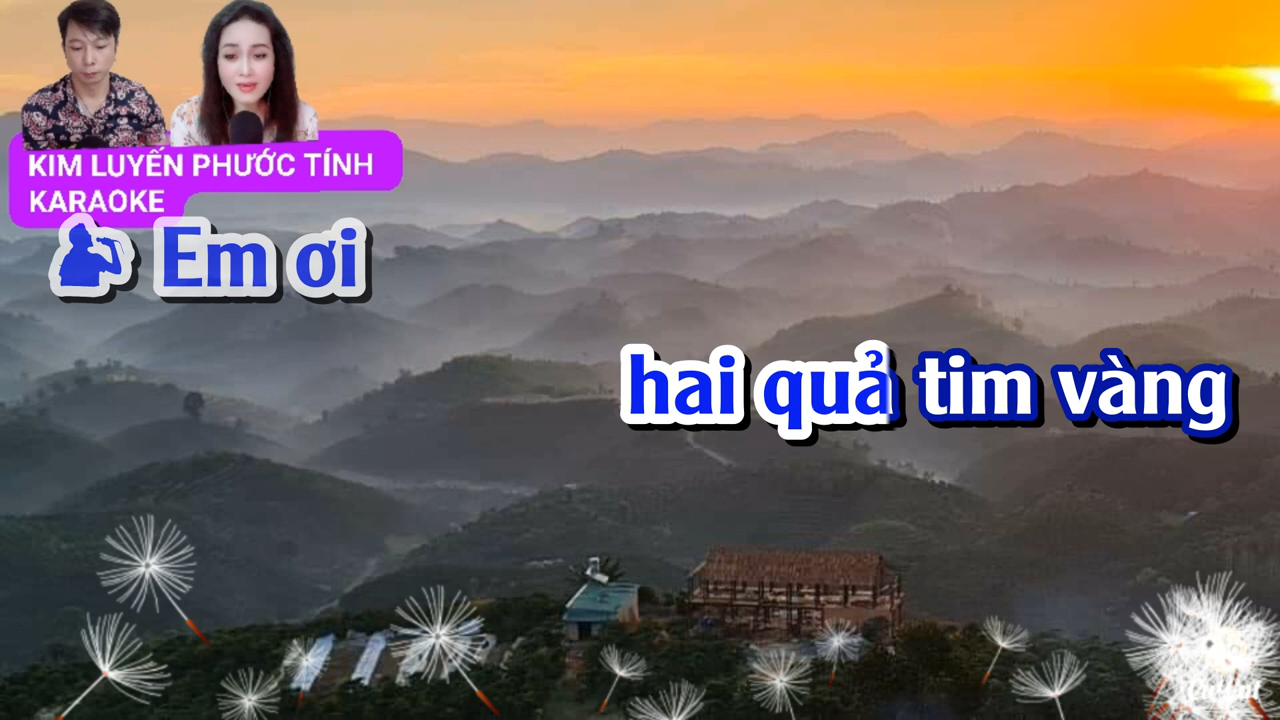 KIM LUYẾN PHƯỚC TÍNH
KARAOKE
Em ơi
hai quả tim vàng